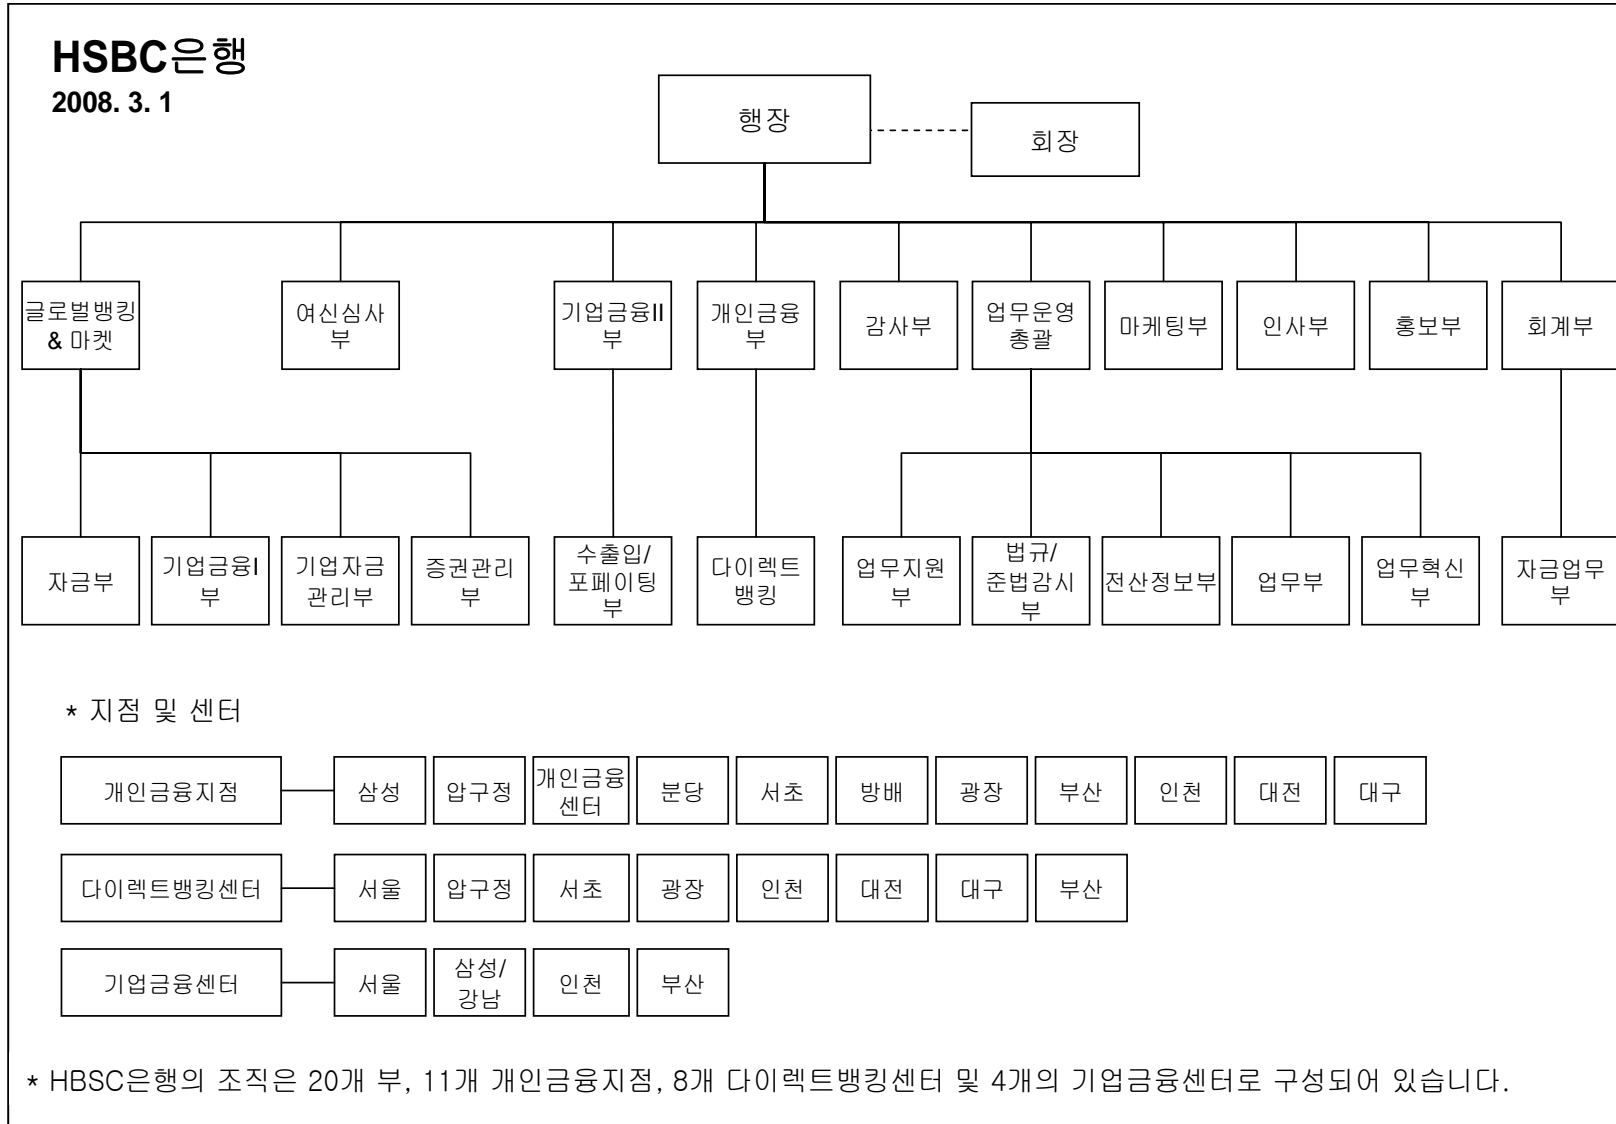 HSBC은행
2008. 3. 1
행장
회장
글로벌뱅킹
& 마켓
여신심사
부
기업금융II
부
개인금융
부
감사부
업무운영
총괄
마케팅부
인사부
홍보부
회계부
자금부
기업금융I
부
기업자금
관리부
증권관리
부
수출입/
포페이팅
부
다이렉트
뱅킹
업무지원
부
법규/
준법감시
부
전산정보부
업무부
업무혁신
부
자금업무
부
* 지점 및 센터
개인금융지점
삼성
압구정
개인금융
센터
분당
서초
방배
광장
부산
인천
대전
대구
다이렉트뱅킹센터
서울
압구정
서초
광장
인천
대전
대구
부산
기업금융센터
서울
삼성/
강남
인천
부산
* HBSC은행의 조직은 20개 부, 11개 개인금융지점, 8개 다이렉트뱅킹센터 및 4개의 기업금융센터로 구성되어 있습니다.